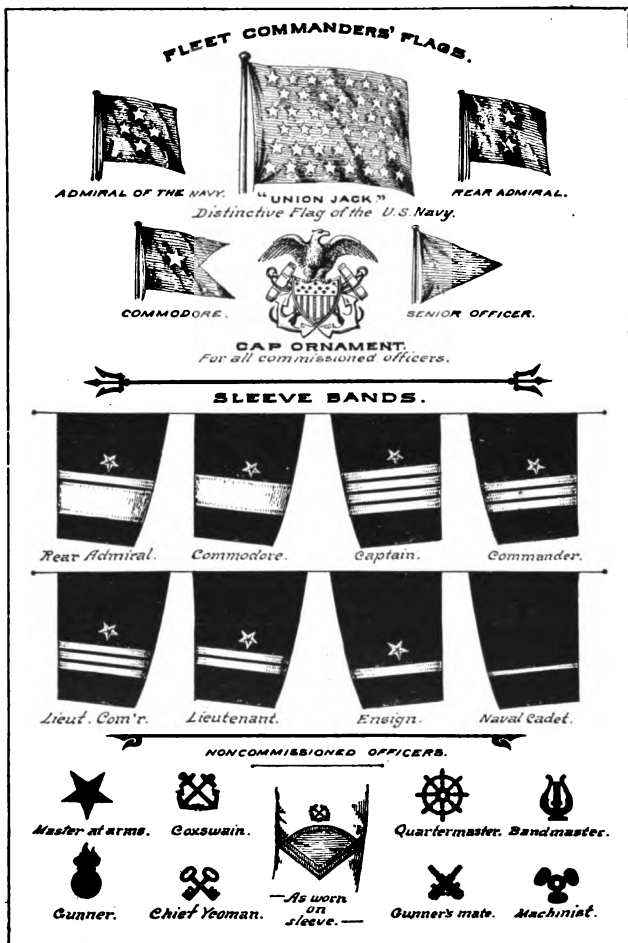 FLEET COMMANDERS' FLAGS.
ADMIRAL OF THE NAVY.
"UNION JACK."
Distinctive Flag of the U.S. Navy.
REAR ADMIRAL.
COMMODORE.
CAP ORNAMENT.
For all commissioned officers.
SENIOR OFFICER.
SLEEVE BANDS.
Rear Admiral. Commodore. Captain. Commander.
Lieut. Com'r. Lieutenant. Ensign. Naval Cadet.
NONCOMMISSIONED OFFICERS.
Master at arms. Coxswain. Quartermaster. Bandmaster.
Gunner. Chief Yeoman.
—As worn
on
sleeve.—
Gunner's mate. Machinist.